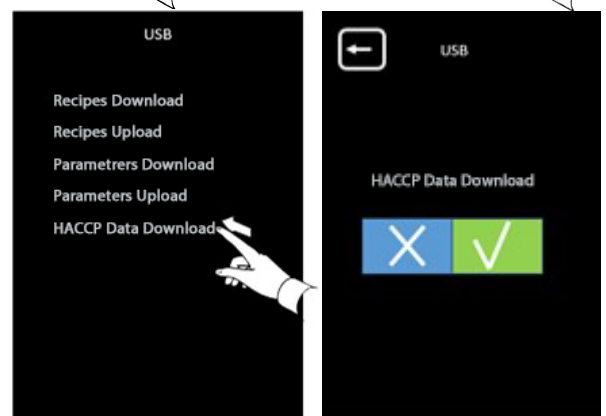 USB
Recipes Download
Recipes Upload
Parametrers Download
Parameters Upload
HACCP Data Download
USB
HACCP Data Download